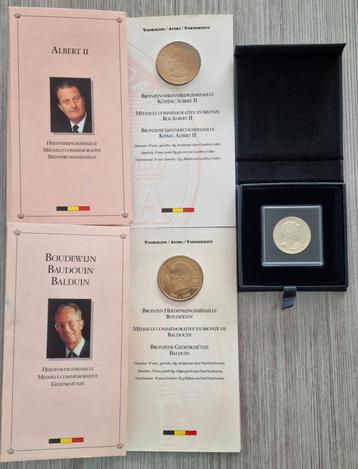 ALBERT II
HERINNERINGSMEDAILLE
MÉDAILLE COMMÉMORATIVE
ERINNERUNGSMEDAILLE
VOORZIJDE / AVERS / VORDERSEITE
BRONZEN HERINNERINGSMEDAILLE
KONING ALBERT II
MÉDAILLE COMMÉMORATIVE EN BRONZE
ROI ALBERT II
BRONZENE ERINNERUNGSMEDAILLE
KÖNIG ALBERT II
BOUDEWIJN
BAUDOUIN
BALDUIN
HERDENKINGSMEDAILLE
MÉDAILLE COMMÉMORATIVE
GEDENKMÜNZE
VOORZIJDE / AVERS / VORDERSEITE
BRONZEN HERDENKINGSMEDAILLE
BOUDEWIJN
MÉDAILLE COMMÉMORATIVE EN BRONZE DE
BAUDOUIN
BRONZENE GEDENKMÜNZE
BALDUIN